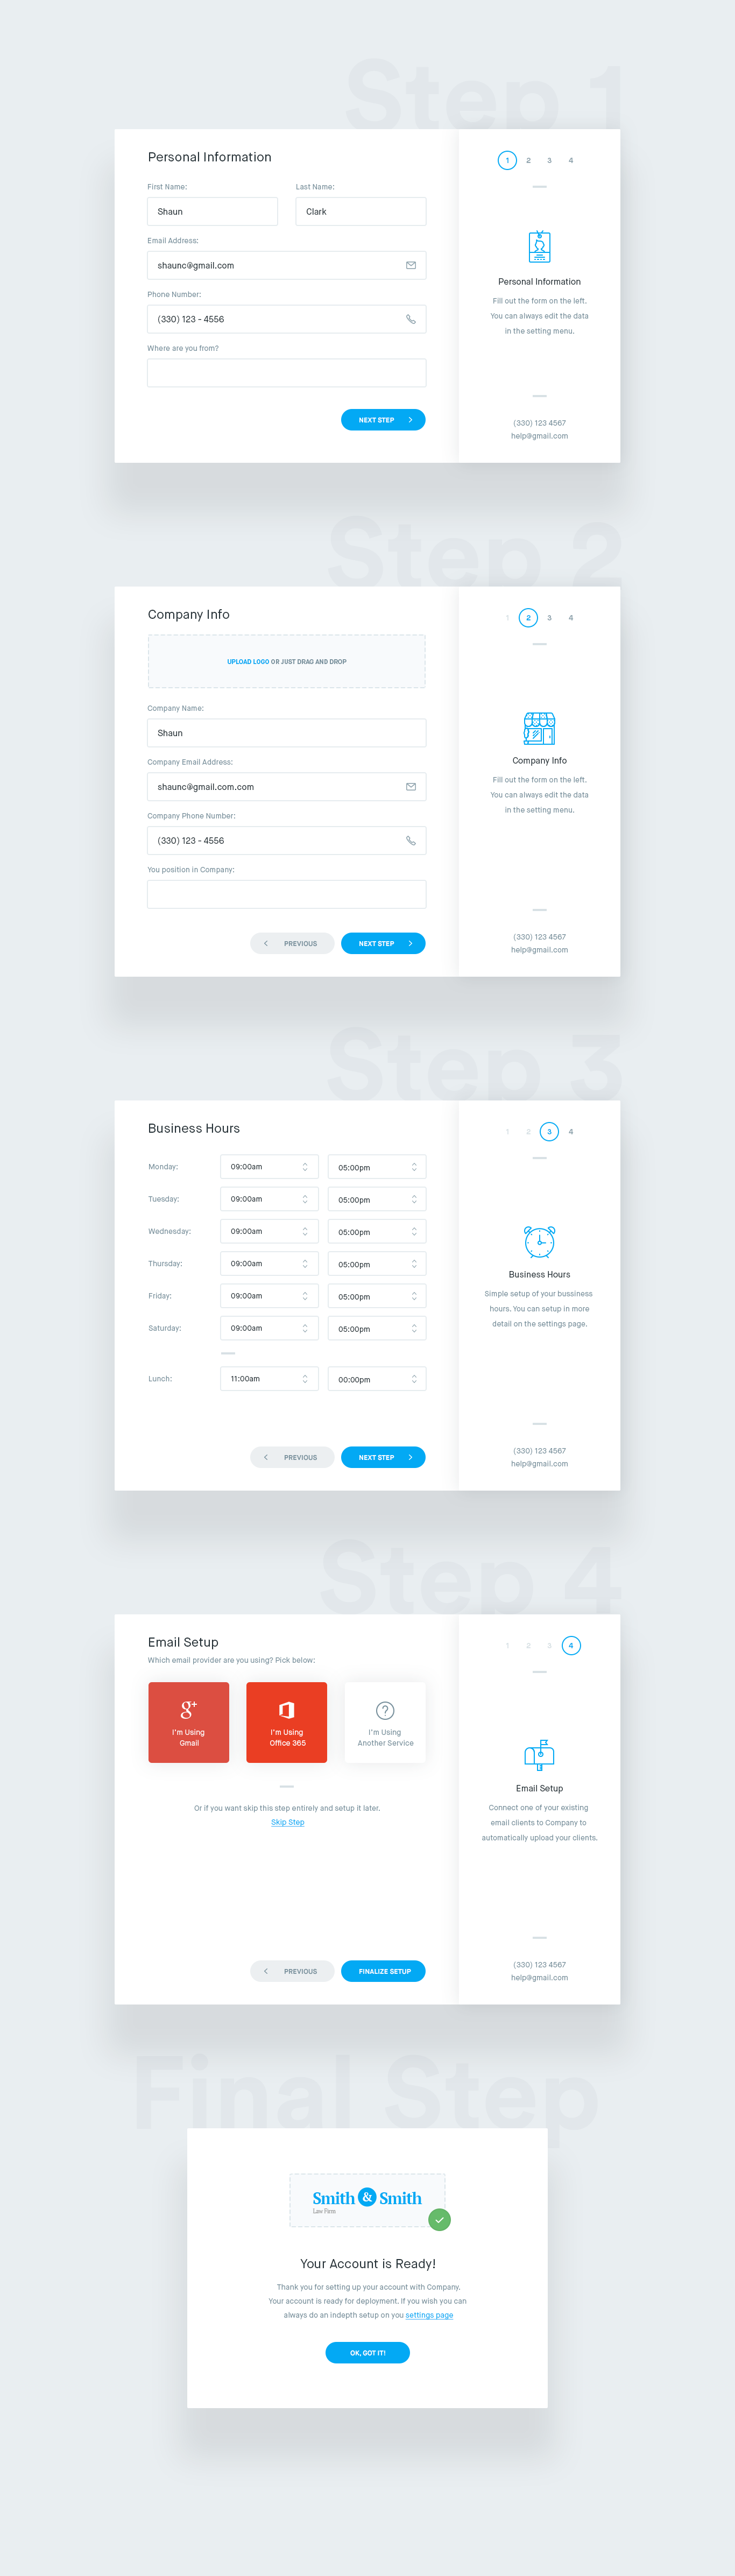 Step 1
Personal Information
First Name:
Last Name:
Shaun
Clark
Email Address:
shaunc@gmail.com
Phone Number:
(330) 123 - 4556
Where are you from?
NEXT STEP
1 2 3 4
Personal Information
Fill out the form on the left.
You can always edit the data
in the setting menu.
(330) 123 4567
help@gmail.com
Step 2
Company Info
UPLOAD LOGO OR JUST DRAG AND DROP
Company Name:
Shaun
Company Email Address:
shaunc@gmail.com.com
Company Phone Number:
(330) 123 - 4556
You position in Company:
PREVIOUS
NEXT STEP
1 2 3 4
Company Info
Fill out the form on the left.
You can always edit the data
in the setting menu.
(330) 123 4567
help@gmail.com
Step 3
Business Hours
Monday: 09:00am 05:00pm
Tuesday: 09:00am 05:00pm
Wednesday: 09:00am 05:00pm
Thursday: 09:00am 05:00pm
Friday: 09:00am 05:00pm
Saturday: 09:00am 05:00pm
Lunch: 11:00am 00:00pm
PREVIOUS
NEXT STEP
1 2 3 4
Business Hours
Simple setup of your bussiness
hours. You can setup in more
detail on the settings page.
(330) 123 4567
help@gmail.com
Step 4
Email Setup
Which email provider are you using? Pick below:
g+
I'm Using
Gmail
I'm Using
Office 365
?
I'm Using
Another Service
Or if you want skip this step entirely and setup it later.
Skip Step
PREVIOUS
FINALIZE SETUP
1 2 3 4
Email Setup
Connect one of your existing
email clients to Company to
automatically upload your clients.
(330) 123 4567
help@gmail.com
Final Step
Smith & Smith
Law Firm
Your Account is Ready!
Thank you for setting up your account with Company.
Your account is ready for deployment. If you wish you can
always do an indepth setup on you settings page
OK, GOT IT!